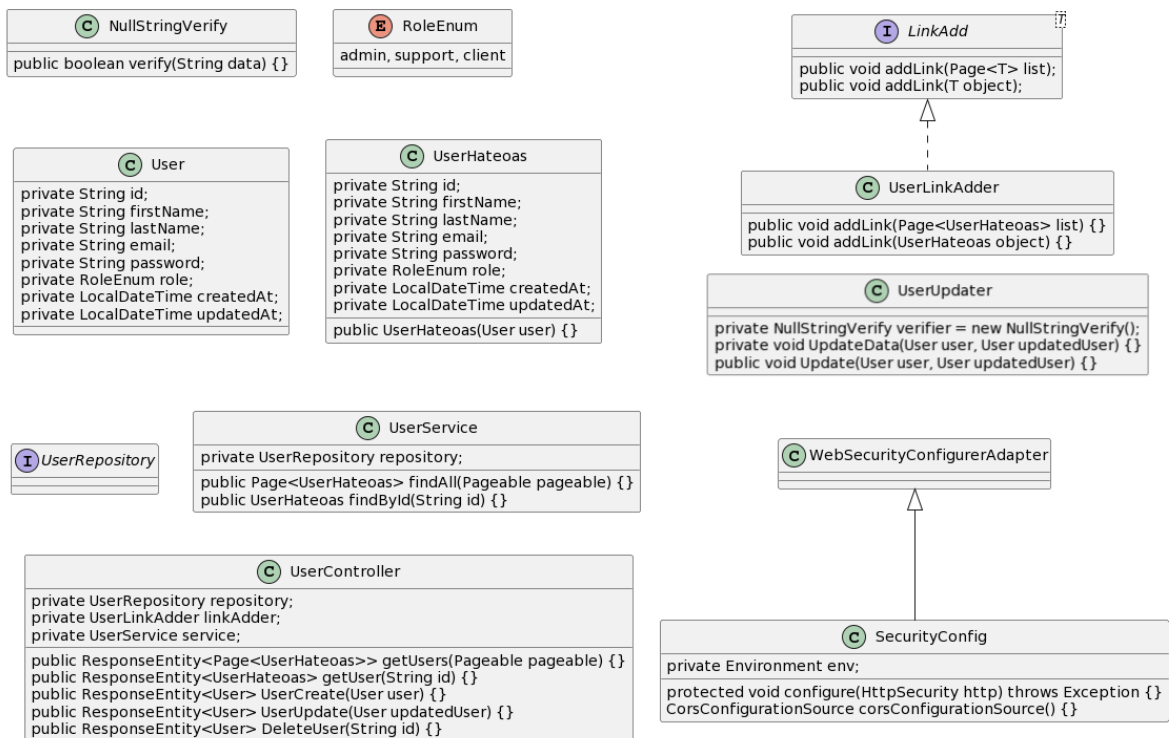 C NullStringVerify
public boolean verify(String data) {}
E RoleEnum
admin, support, client
T
I LinkAdd
public void addLink(Page<T> list);
public void addLink(T object);
C User
private String id;
private String firstName;
private String lastName;
private String email;
private String password;
private RoleEnum role;
private LocalDateTime createdAt;
private LocalDateTime updatedAt;
C UserHateoas
private String id;
private String firstName;
private String lastName;
private String email;
private String password;
private RoleEnum role;
private LocalDateTime createdAt;
private LocalDateTime updatedAt;
public UserHateoas(User user) {}
C UserLinkAdder
public void addLink(Page<UserHateoas> list) {}
public void addLink(UserHateoas object) {}
C UserUpdater
private NullStringVerify verifier = new NullStringVerify();
private void UpdateData(User user, User updatedUser) {}
public void Update(User user, User updatedUser) {}
I UserRepository
C UserService
private UserRepository repository;
public Page<UserHateoas> findAll(Pageable pageable) {}
public UserHateoas findById(String id) {}
C WebSecurityConfigurerAdapter
C UserController
private UserRepository repository;
private UserLinkAdder linkAdder;
private UserService service;
public ResponseEntity<Page<UserHateoas>> getUsers(Pageable pageable) {}
public ResponseEntity<UserHateoas> getUser(String id) {}
public ResponseEntity<User> UserCreate(User user) {}
public ResponseEntity<User> UserUpdate(User updatedUser) {}
public ResponseEntity<User> DeleteUser(String id) {}
C SecurityConfig
private Environment env;
protected void configure(HttpSecurity http) throws Exception {}
CorsConfigurationSource corsConfigurationSource() {}